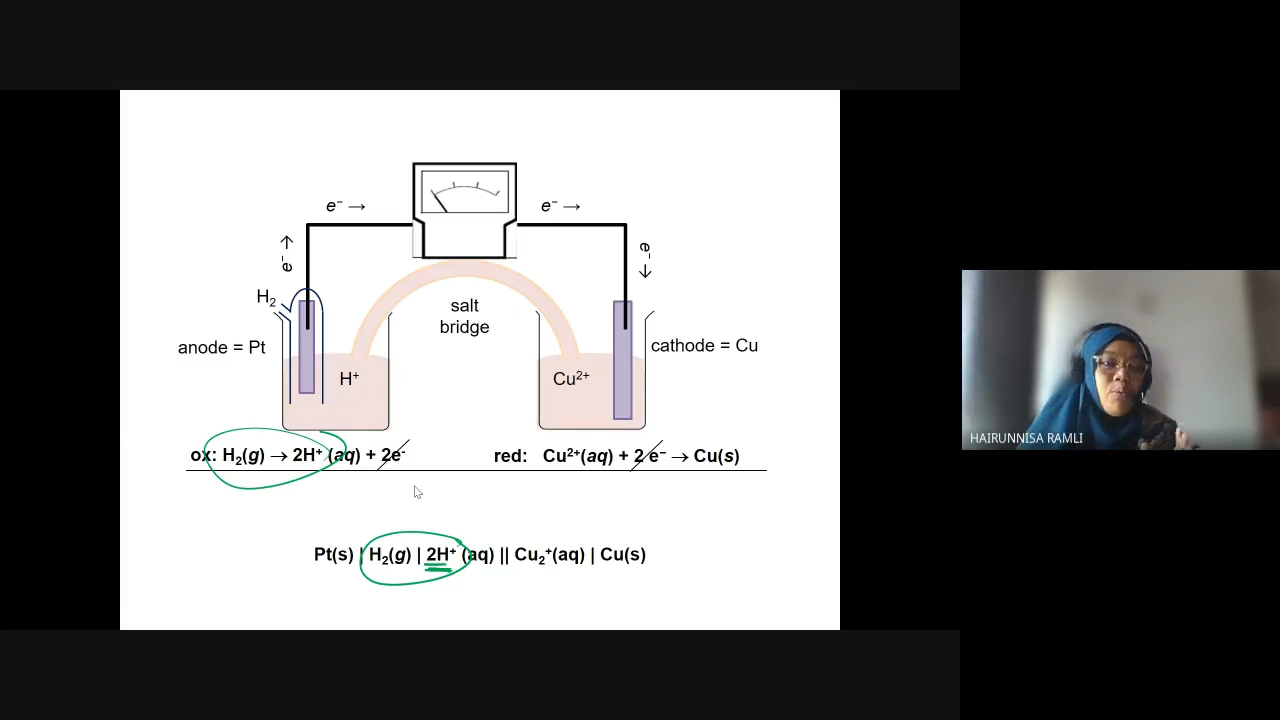 e⁻ →
e⁻ →
e⁻ →
e⁻ →
H₂
salt
bridge
anode = Pt
cathode = Cu
H⁺
Cu²⁺
ox: H₂(g) → 2H⁺ (aq) + 2e⁻
red: Cu²⁺(aq) + 2 e⁻ → Cu(s)
Pt(s) | H₂(g) | 2H⁺ (aq) || Cu₂⁺(aq) | Cu(s)
HAIRUNNISA RAMLI